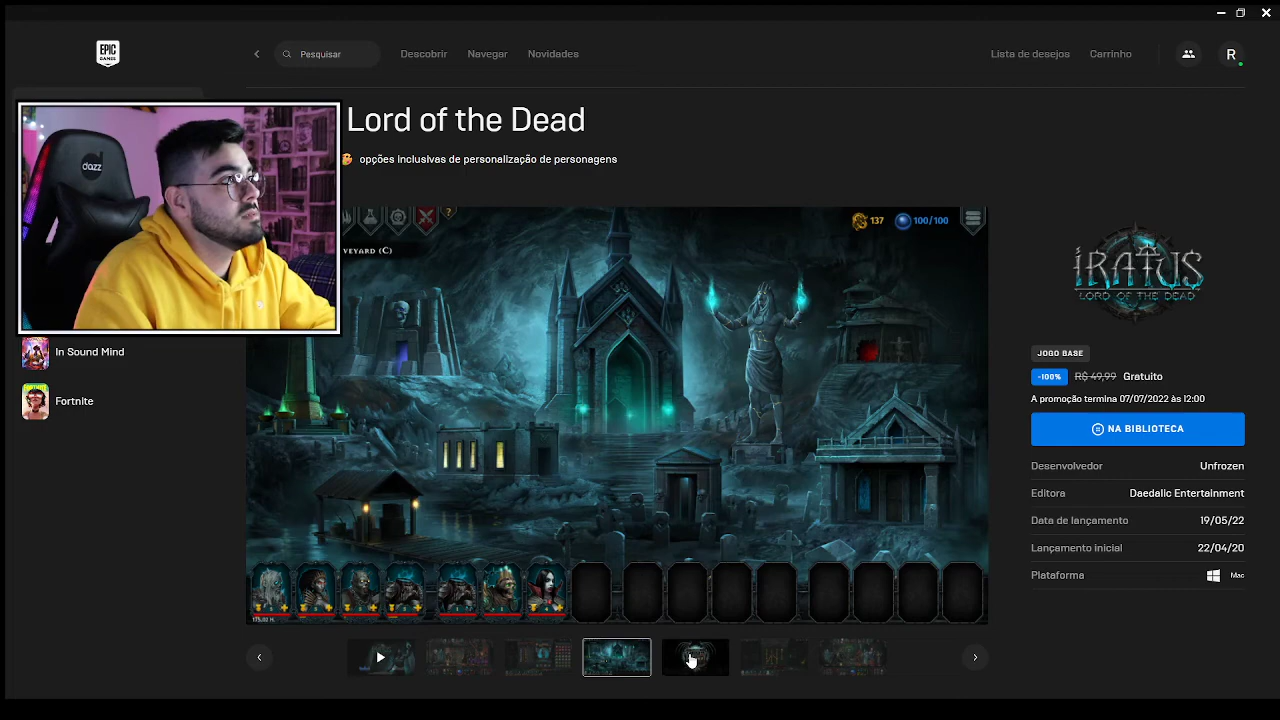 EPIC
GAMES
Pesquisar
Descobrir
Navegar
Novidades
Lista de desejos
Carrinho
R
Lord of the Dead
opções inclusivas de personalização de personagens
dazz
VEYARD (C)
?
137
100/100
In Sound Mind
Fortnite
IRATUS
LORD OF THE DEAD
JOGO BASE
-100% R$ 49,99 Gratuito
A promoção termina 07/07/2022 às 12:00
NA BIBLIOTECA
Desenvolvedor Unfrozen
Editora Daedalic Entertainment
Data de lançamento 19/05/22
Lançamento inicial 22/04/20
Plataforma Mac